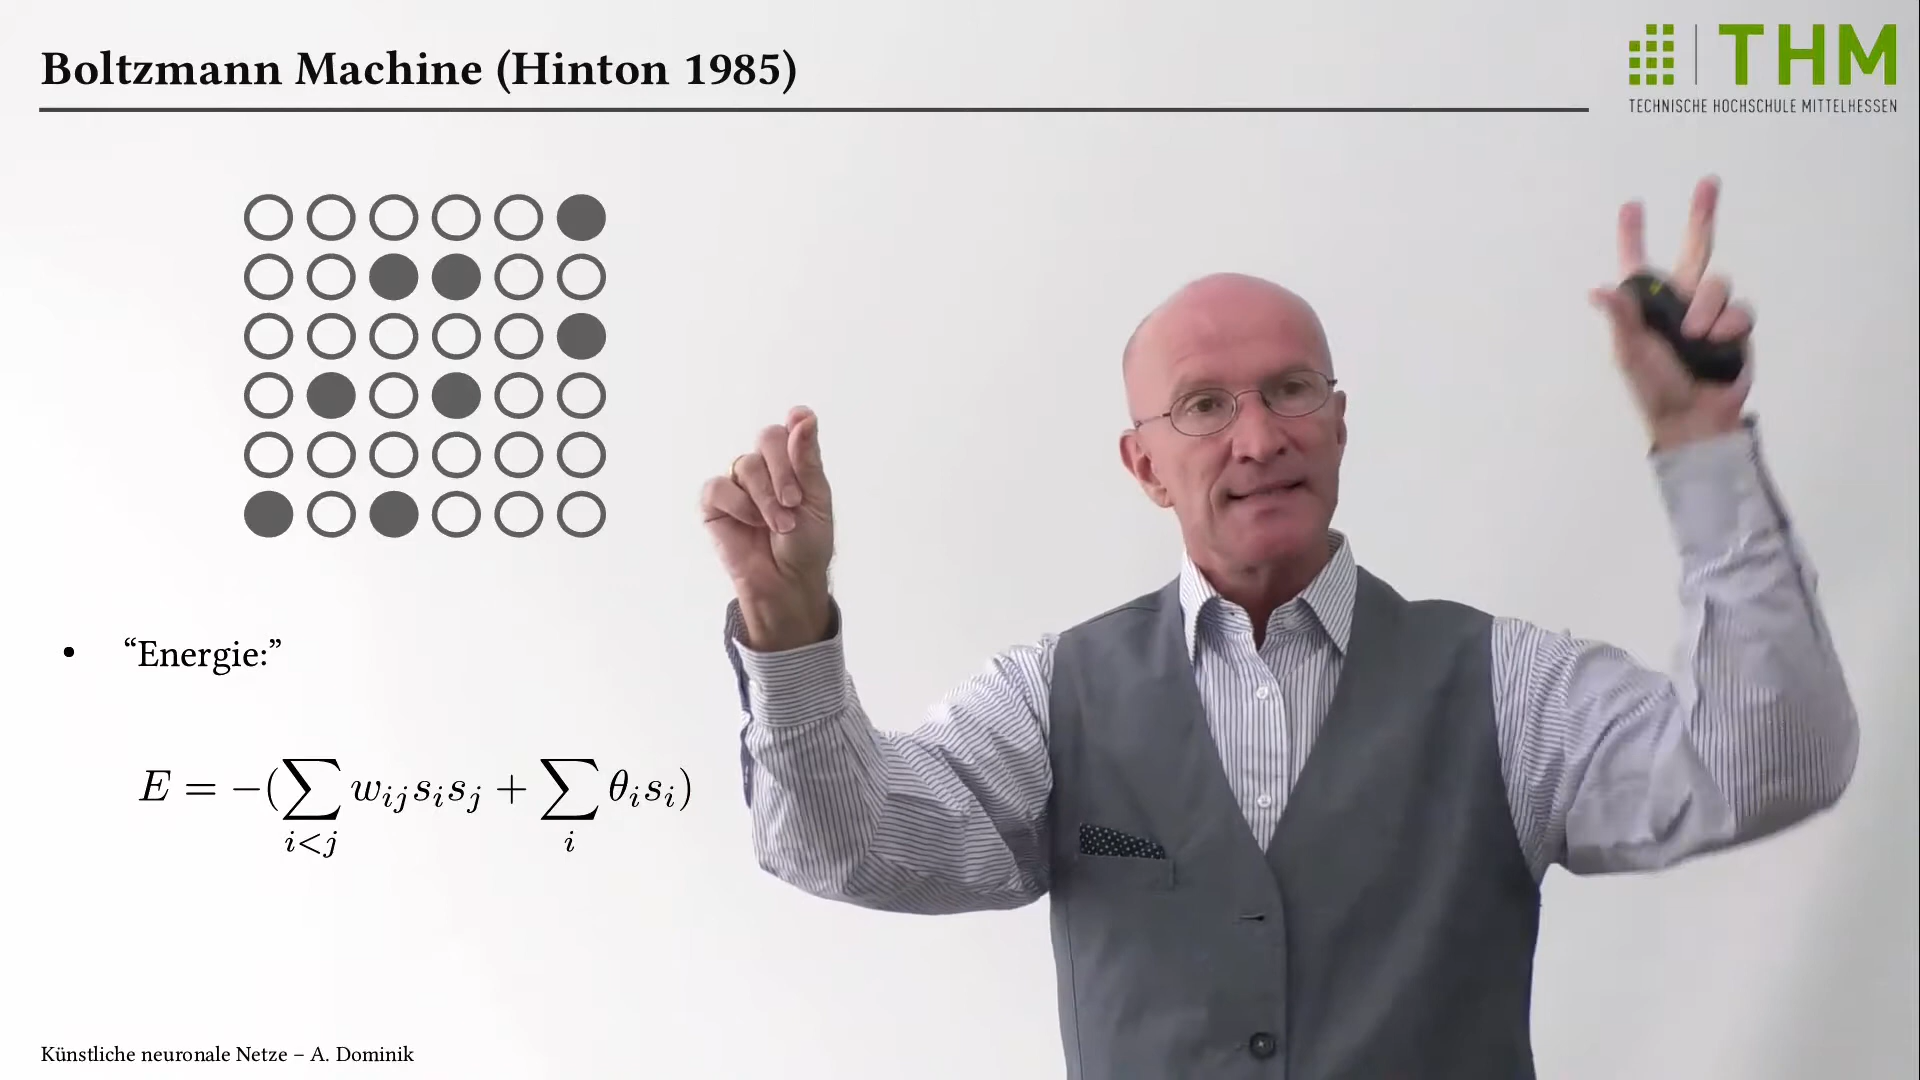 Boltzmann Machine (Hinton 1985)
THM
TECHNISCHE HOCHSCHULE MITTELHESSEN
• “Energie:”
E = −(∑_{i<j} w_{ij} s_i s_j + ∑_i θ_i s_i)
Künstliche neuronale Netze – A. Dominik